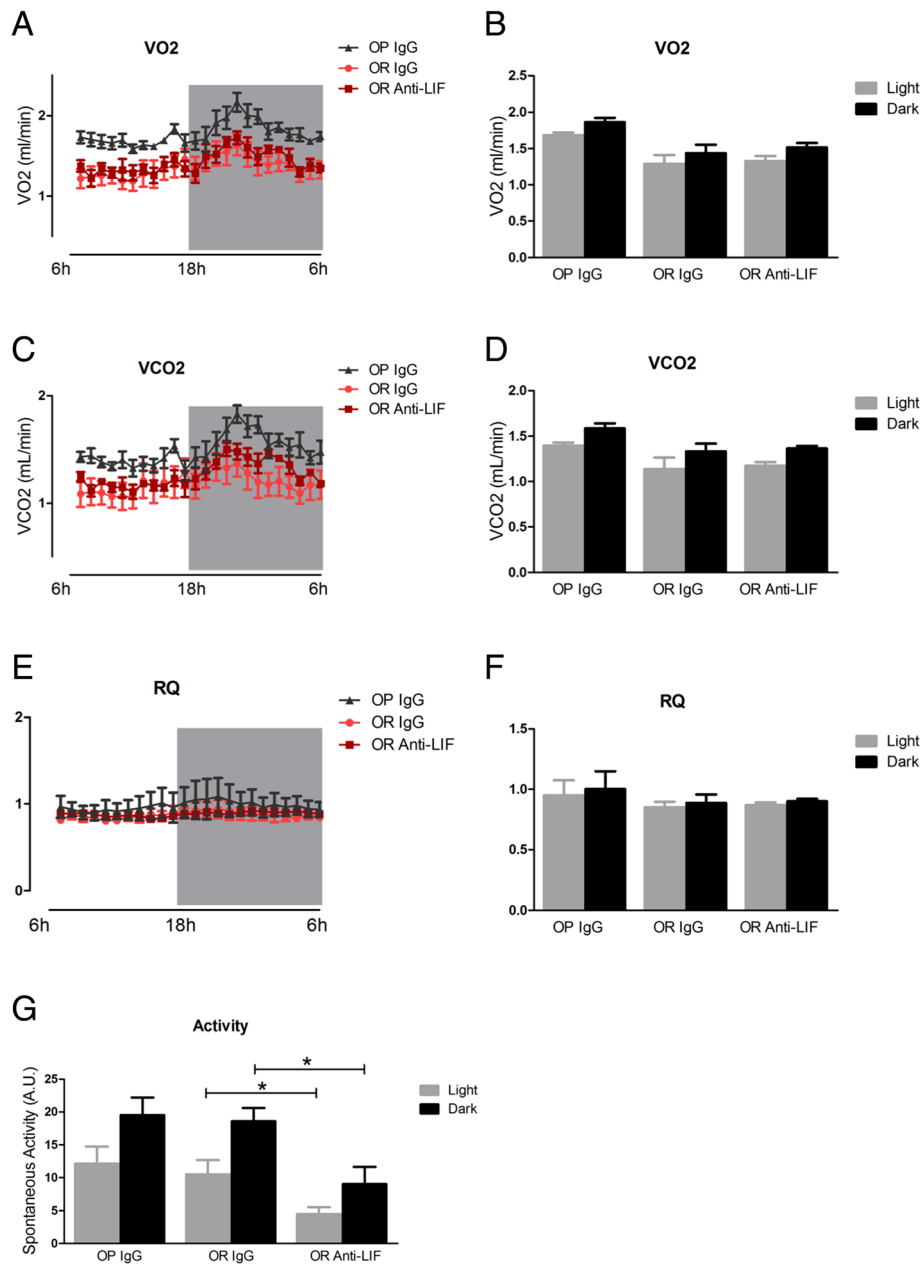 A
VO2
OP IgG
OR IgG
OR Anti-LIF
VO2 (ml/min)
2
1
6h
18h
6h
B
VO2
Light
Dark
VO2 (ml/min)
2.5
2.0
1.5
1.0
0.5
0.0
OP IgG
OR IgG
OR Anti-LIF
C
VCO2
OP IgG
OR IgG
OR Anti-LIF
VCO2 (mL/min)
2
1
6h
18h
6h
D
VCO2
Light
Dark
VCO2 (mL/min)
2.0
1.5
1.0
0.5
0.0
OP IgG
OR IgG
OR Anti-LIF
E
RQ
OP IgG
OR IgG
OR Anti-LIF
2
1
0
6h
18h
6h
F
RQ
Light
Dark
1.5
1.0
0.5
0.0
OP IgG
OR IgG
OR Anti-LIF
G
Activity
Light
Dark
Spontaneous Activity (A.U.)
25
20
15
10
5
0
*
*
OP IgG
OR IgG
OR Anti-LIF